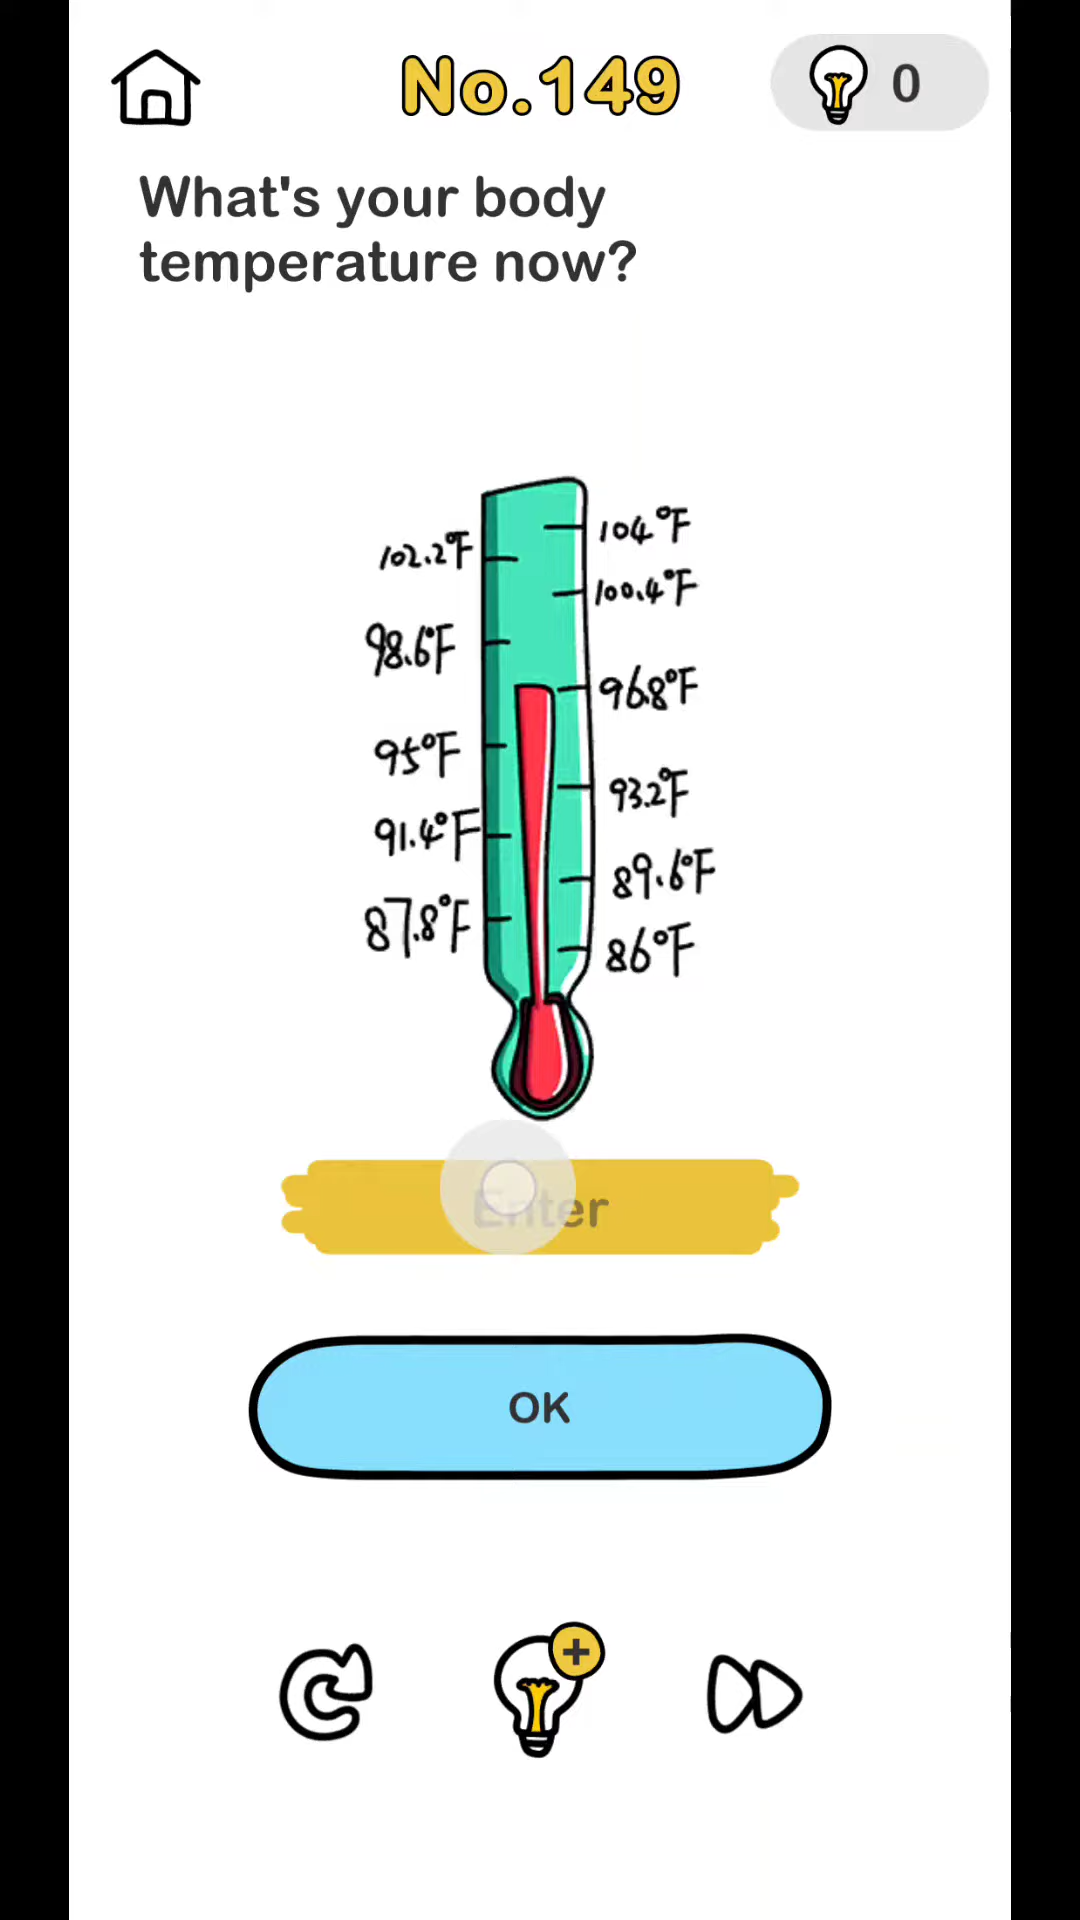 No.149
0
What's your body
temperature now?
104°F
102.2°F
100.4°F
98.6°F
96.8°F
95°F
93.2°F
91.4°F
89.6°F
87.8°F
86°F
Enter
OK